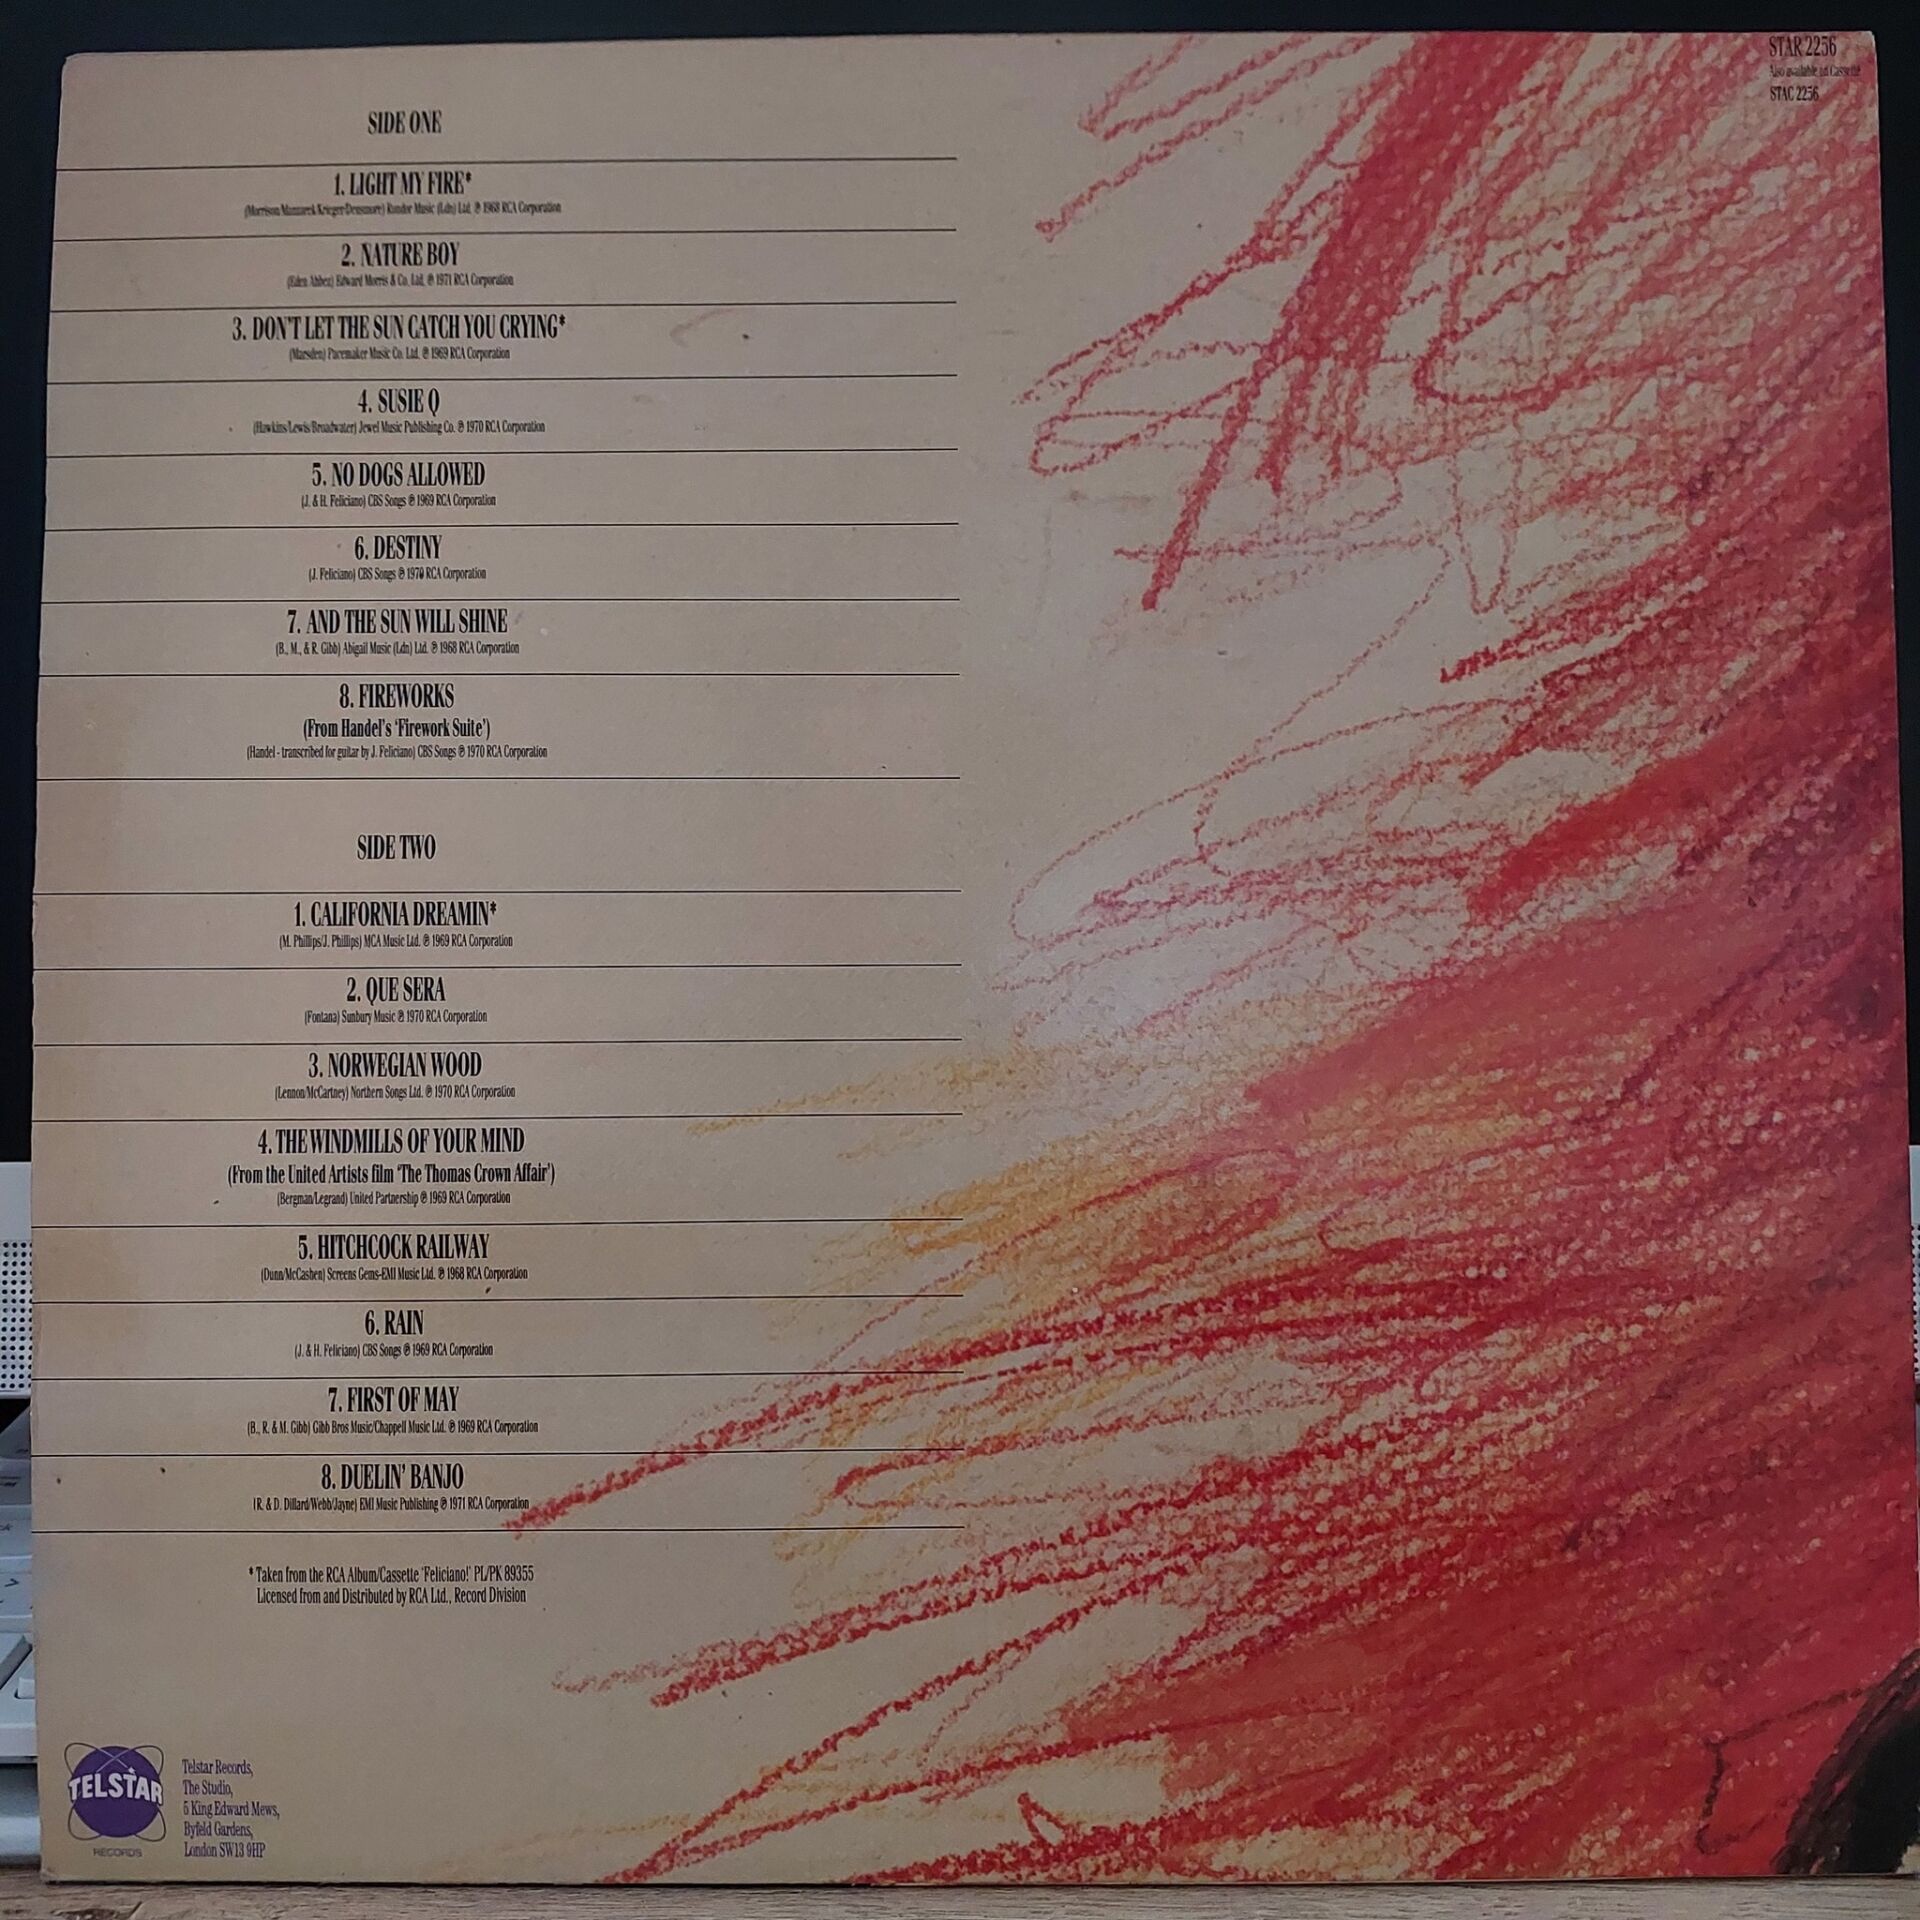 STAR 2256
Also available on Cassette
STAC 2256
SIDE ONE
1. LIGHT MY FIRE*
(Morrison/Manzarek/Krieger/Densmore) Rondor Music (Ldn) Ltd. ℗ 1968 RCA Corporation
2. NATURE BOY
(Eden Ahbez) Edward Morris & Co. Ltd. ℗ 1971 RCA Corporation
3. DON'T LET THE SUN CATCH YOU CRYING*
(Marsden) Pacemaker Music Co. Ltd. ℗ 1969 RCA Corporation
4. SUSIE Q
(Hawkins/Lewis/Broadwater) Jewel Music Publishing Co. ℗ 1970 RCA Corporation
5. NO DOGS ALLOWED
(J. & H. Feliciano) CBS Songs ℗ 1969 RCA Corporation
6. DESTINY
(J. Feliciano) CBS Songs ℗ 1970 RCA Corporation
7. AND THE SUN WILL SHINE
(B., M., & R. Gibb) Abigail Music (Ldn) Ltd. ℗ 1968 RCA Corporation
8. FIREWORKS
(From Handel's 'Firework Suite')
(Handel - transcribed for guitar by J. Feliciano) CBS Songs ℗ 1970 RCA Corporation
SIDE TWO
1. CALIFORNIA DREAMIN*
(M. Phillips/J. Phillips) MCA Music Ltd. ℗ 1969 RCA Corporation
2. QUE SERA
(Fontana) Sunbury Music ℗ 1970 RCA Corporation
3. NORWEGIAN WOOD
(Lennon/McCartney) Northern Songs Ltd. ℗ 1970 RCA Corporation
4. THE WINDMILLS OF YOUR MIND
(From the United Artists film 'The Thomas Crown Affair')
(Bergman/Legrand) United Partnership ℗ 1969 RCA Corporation
5. HITCHCOCK RAILWAY
(Dunn/McCashen) Screens Gems-EMI Music Ltd. ℗ 1968 RCA Corporation
6. RAIN
(J. & H. Feliciano) CBS Songs ℗ 1969 RCA Corporation
7. FIRST OF MAY
(B., R. & M. Gibb) Gibb Bros Music/Chappell Music Ltd. ℗ 1969 RCA Corporation
8. DUELIN' BANJO
(R. & D. Dillard/Webb/Jayne) EMI Music Publishing ℗ 1971 RCA Corporation
* Taken from the RCA Album/Cassette 'Feliciano!' PL/PK 89355
Licensed from and Distributed by RCA Ltd., Record Division
TELSTAR
RECORDS
Telstar Records,
The Studio,
5 King Edward Mews,
Byfeld Gardens,
London SW13 9HP